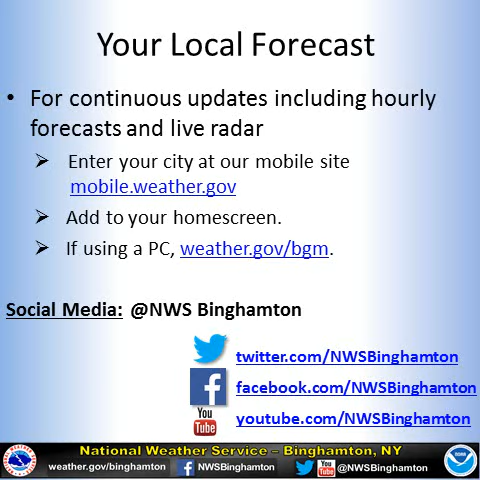 Your Local Forecast
• For continuous updates including hourly
forecasts and live radar
➢ Enter your city at our mobile site
mobile.weather.gov
➢ Add to your homescreen.
➢ If using a PC, weather.gov/bgm.
Social Media: @NWS Binghamton
twitter.com/NWSBinghamton
facebook.com/NWSBinghamton
You Tube youtube.com/NWSBinghamton
National Weather Service – Binghamton, NY
weather.gov/binghamton f NWSBinghamton You Tube @NWSBinghamton